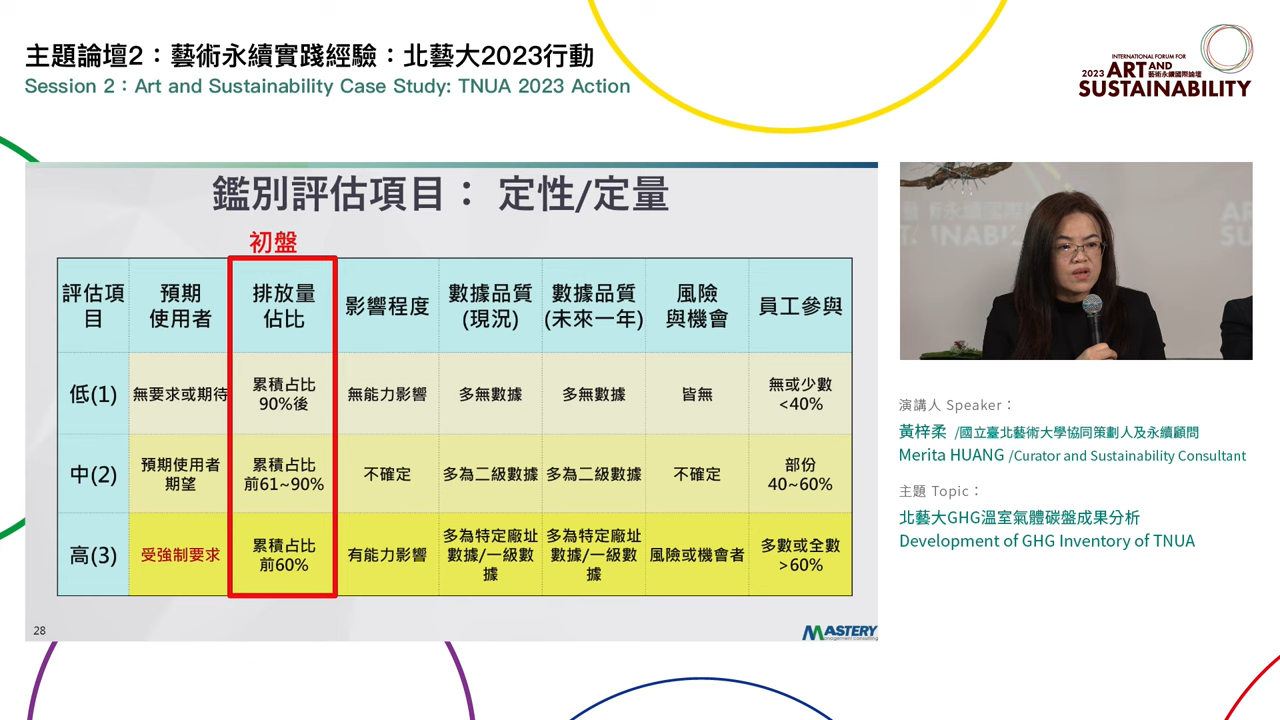 主題論壇2：藝術永續實踐經驗：北藝大2023行動
Session 2：Art and Sustainability Case Study: TNUA 2023 Action
INTERNATIONAL FORUM FOR
2023 ART AND 藝術永續國際論壇
SUSTAINABILITY
鑑別評估項目： 定性/定量
初盤
評估項目 預期使用者 排放量佔比 影響程度 數據品質(現況) 數據品質(未來一年) 風險與機會 員工參與
低(1) 無要求或期待 累積占比90%後 無能力影響 多無數據 多無數據 皆無 無或少數<40%
中(2) 預期使用者期望 累積占比前61~90% 不確定 多為二級數據 多為二級數據 不確定 部份40~60%
高(3) 受強制要求 累積占比前60% 有能力影響 多為特定廠址數據/一級數據 多為特定廠址數據/一級數據 風險或機會者 多數或全數>60%
28
MASTERY
演講人 Speaker：
黃梓柔 /國立臺北藝術大學協同策劃人及永續顧問
Merita HUANG /Curator and Sustainability Consultant
主題 Topic：
北藝大GHG溫室氣體碳盤成果分析
Development of GHG Inventory of TNUA